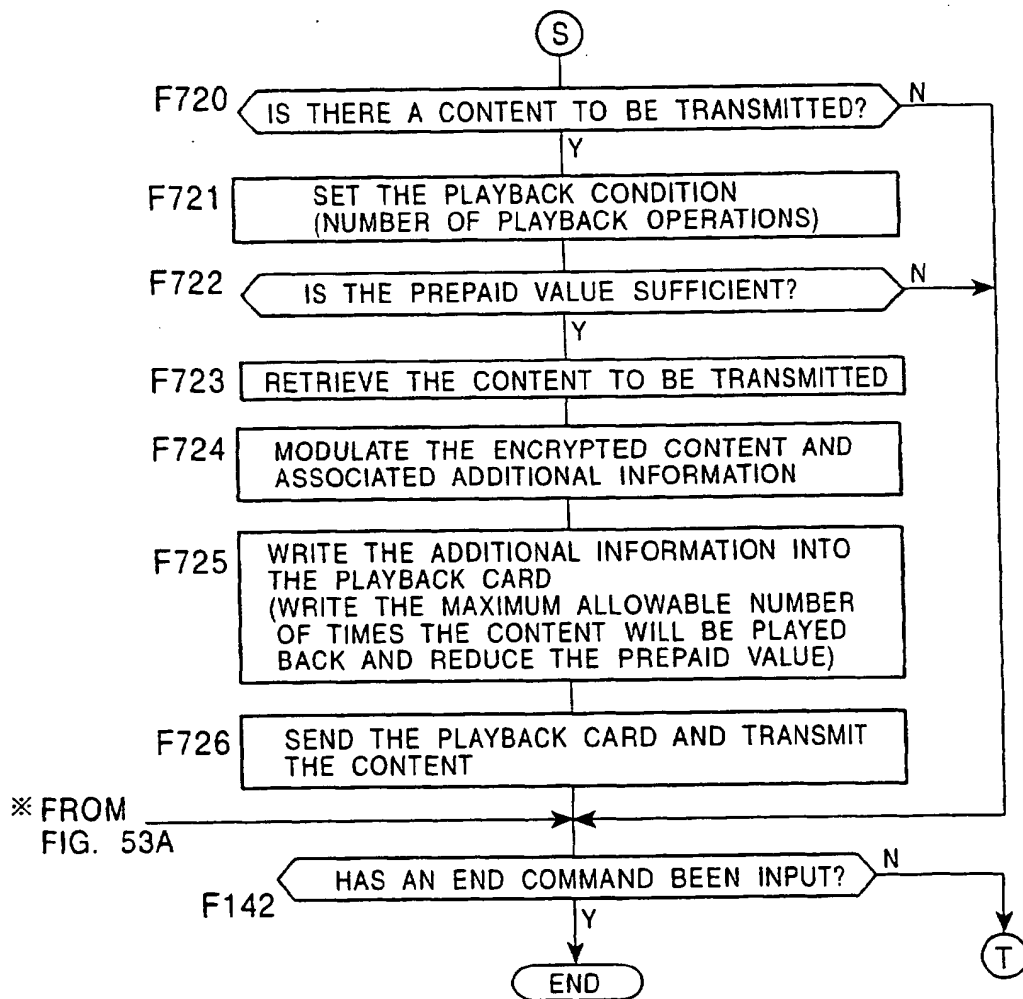 S
F720
IS THERE A CONTENT TO BE TRANSMITTED?
N
Y
F721
SET THE PLAYBACK CONDITION
(NUMBER OF PLAYBACK OPERATIONS)
F722
IS THE PREPAID VALUE SUFFICIENT?
N
Y
F723
RETRIEVE THE CONTENT TO BE TRANSMITTED
F724
MODULATE THE ENCRYPTED CONTENT AND
ASSOCIATED ADDITIONAL INFORMATION
F725
WRITE THE ADDITIONAL INFORMATION INTO
THE PLAYBACK CARD
(WRITE THE MAXIMUM ALLOWABLE NUMBER
OF TIMES THE CONTENT WILL BE PLAYED
BACK AND REDUCE THE PREPAID VALUE)
F726
SEND THE PLAYBACK CARD AND TRANSMIT
THE CONTENT
※ FROM
FIG. 53A
HAS AN END COMMAND BEEN INPUT?
N
F142
Y
END
T